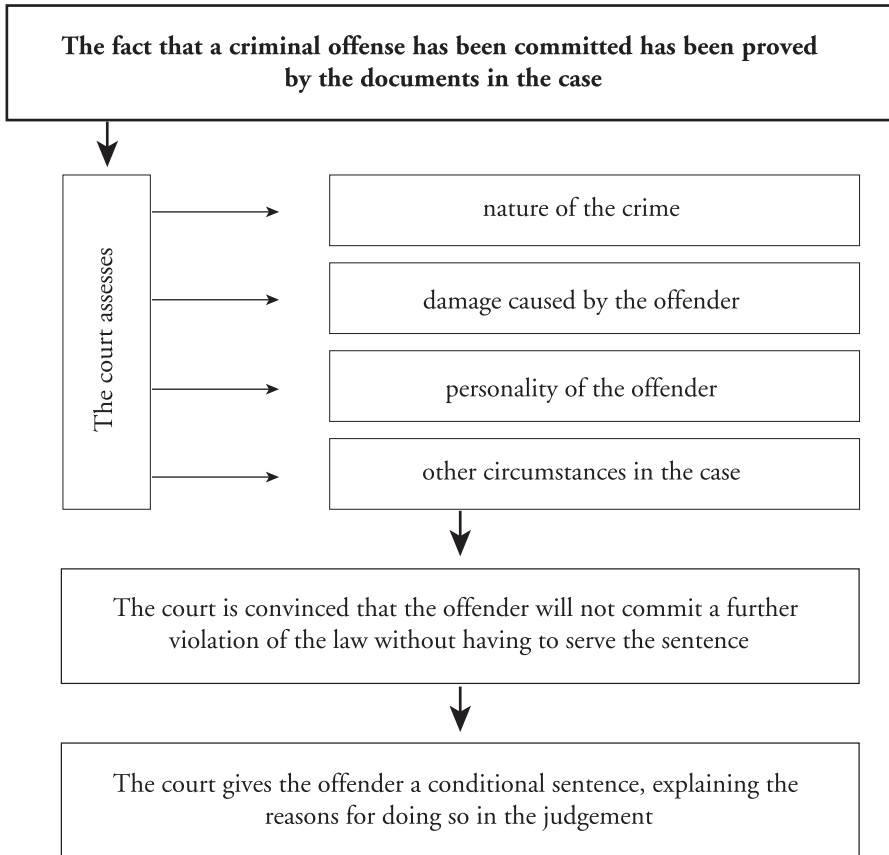 The fact that a criminal offense has been committed has been proved
by the documents in the case
The court assesses
nature of the crime
damage caused by the offender
personality of the offender
other circumstances in the case
The court is convinced that the offender will not commit a further
violation of the law without having to serve the sentence
The court gives the offender a conditional sentence, explaining the
reasons for doing so in the judgement